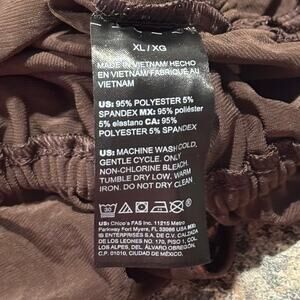 XL / XG
MADE IN VIETNAM/ HECHO
EN VIETNAM/ FABRIQUÉ AU
VIETNAM
US: 95% POLYESTER 5%
SPANDEX MX: 95% poliéster
5% elastano CA: 95%
POLYESTER 5% SPANDEX
US: MACHINE WASH COLD,
GENTLE CYCLE. ONLY
NON-CHLORINE BLEACH.
TUMBLE DRY LOW. WARM
IRON. DO NOT DRY CLEAN
30
US: Chico's FAS Inc. 11215 Metro
Parkway Fort Myers, FL 33966 USA MX:
IS ENTERPRISES S.A. DE C.V. CALZADA
DE LOS LEONES NO. 170, PISO 1, COL
LOS ALPES, DEL. ÁLVARO OBREGÓN,
C.P. 01010, CIUDAD DE MÉXICO